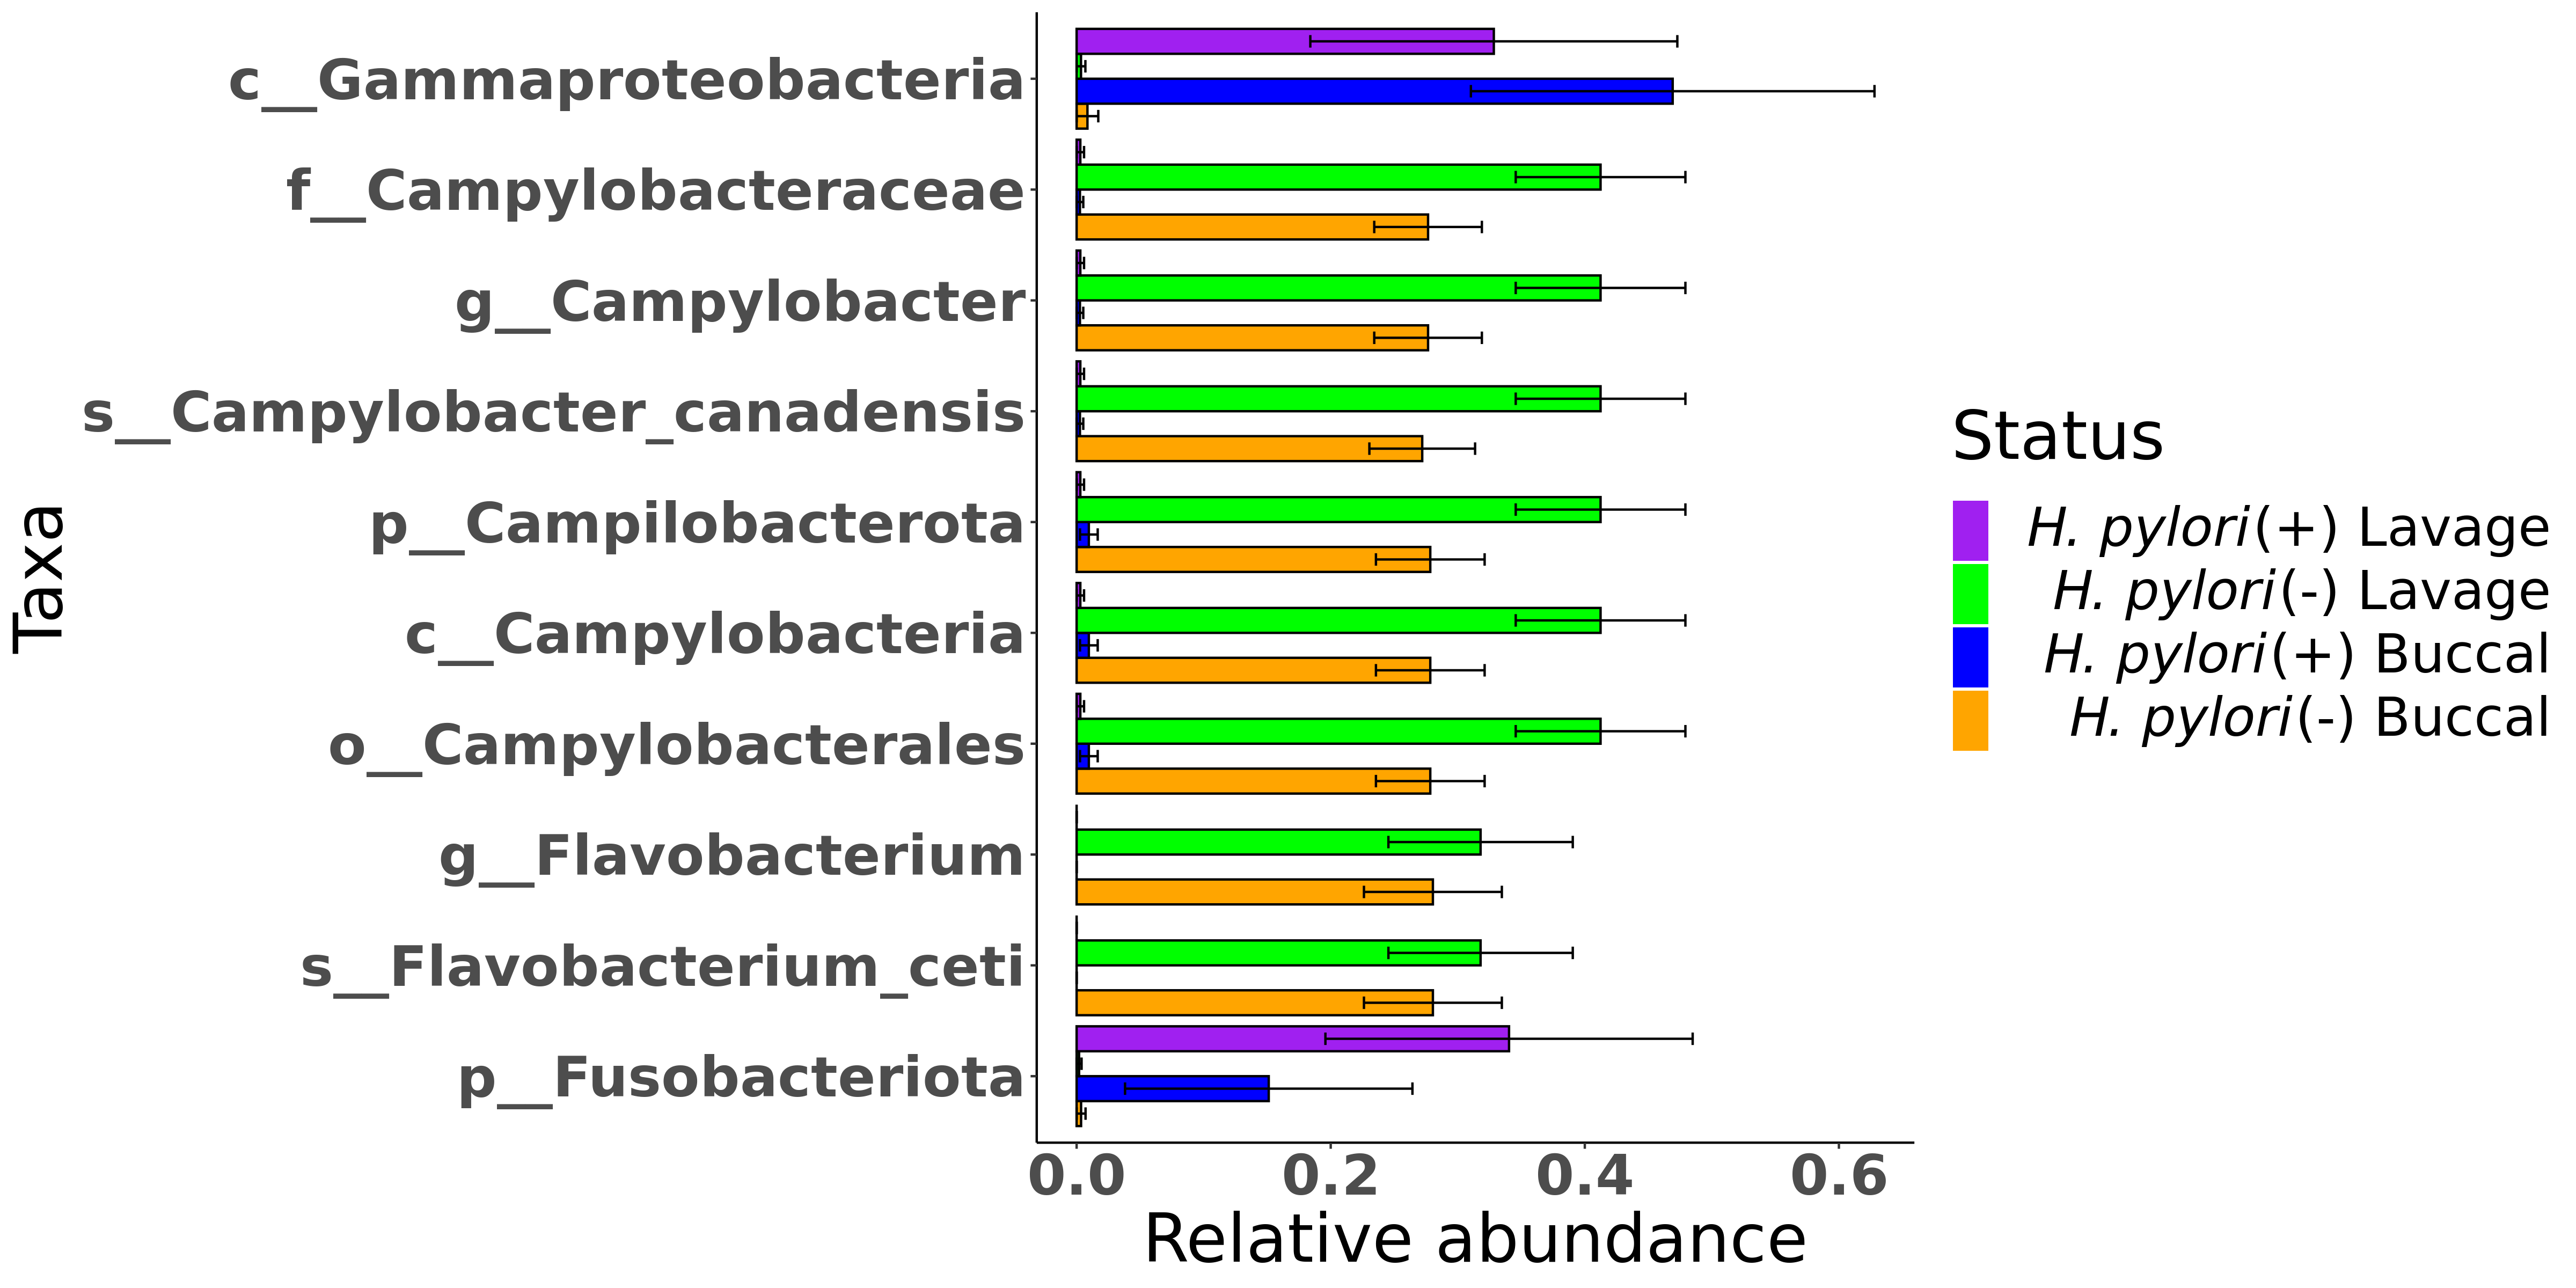 Taxa
c__Gammaproteobacteria
f__Campylobacteraceae
g__Campylobacter
s__Campylobacter_canadensis
p__Campilobacterota
c__Campylobacteria
o__Campylobacterales
g__Flavobacterium
s__Flavobacterium_ceti
p__Fusobacteriota
0.0 0.2 0.4 0.6
Relative abundance
Status
H. pylori(+) Lavage
H. pylori(-) Lavage
H. pylori(+) Buccal
H. pylori(-) Buccal